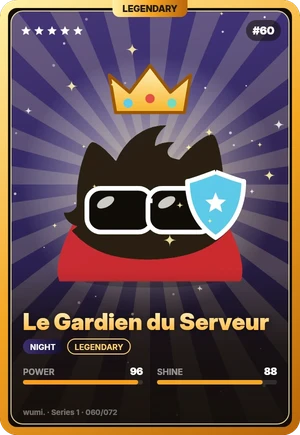 LEGENDARY
★★★★★ #60
Le Gardien du Serveur
NIGHT LEGENDARY
POWER 96 SHINE 88
wumi. · Series 1 · 060/072